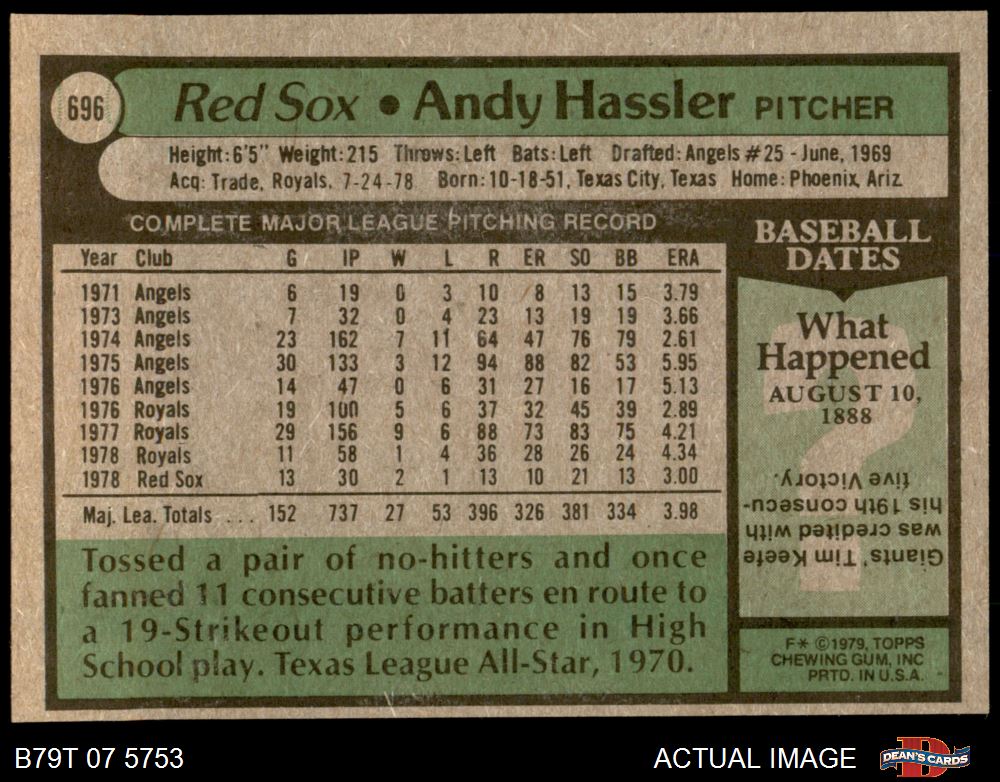 696
Red Sox • Andy Hassler PITCHER
Height: 6'5" Weight: 215 Throws: Left Bats: Left Drafted: Angels #25 - June, 1969
Acq: Trade, Royals, 7-24-78 Born: 10-18-51, Texas City, Texas Home: Phoenix, Ariz.
COMPLETE MAJOR LEAGUE PITCHING RECORD
Year Club G IP W L R ER SO BB ERA
1971 Angels 6 19 0 3 10 8 13 15 3.79
1973 Angels 7 32 0 4 23 13 19 19 3.66
1974 Angels 23 162 7 11 64 47 76 79 2.61
1975 Angels 30 133 3 12 94 88 82 53 5.95
1976 Angels 14 47 0 6 31 27 16 17 5.13
1976 Royals 19 100 5 6 37 32 45 39 2.89
1977 Royals 29 156 9 6 88 73 83 75 4.21
1978 Royals 11 58 1 4 36 28 26 24 4.34
1978 Red Sox 13 30 2 1 13 10 21 13 3.00
Maj. Lea. Totals . . . 152 737 27 53 396 326 381 334 3.98
Tossed a pair of no-hitters and once
fanned 11 consecutive batters en route to
a 19-Strikeout performance in High
School play. Texas League All-Star, 1970.
BASEBALL
DATES
What
Happened
AUGUST 10,
1888
Giants' Tim Keefe
was credited with
his 19th consecu-
tive Victory.
F* ©1979, TOPPS
CHEWING GUM, INC
PRTD. IN U.S.A.
B79T 07 5753
ACTUAL IMAGE
DEAN'S CARDS